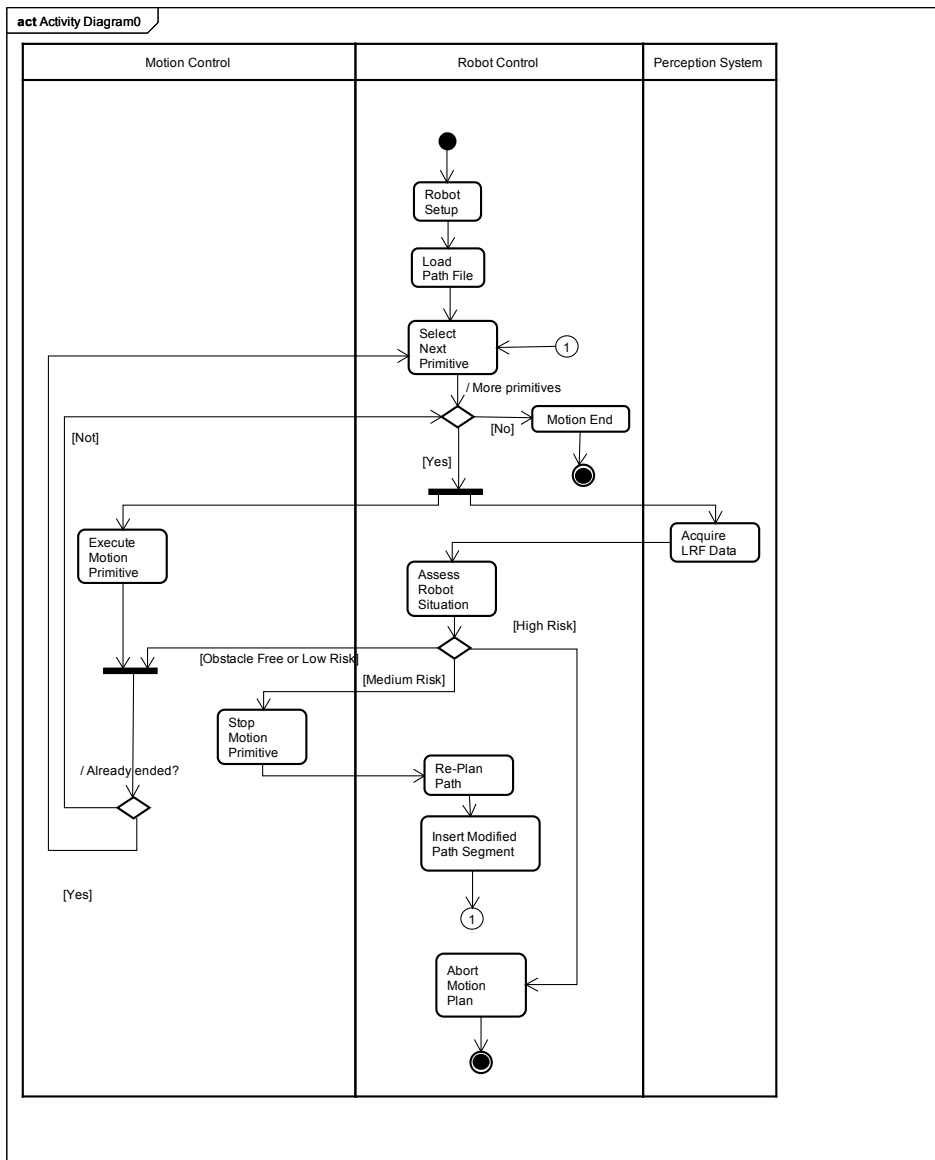 act Activity Diagram0
Motion Control
Robot Control
Perception System
Robot
Setup
Load
Path File
Select
Next
Primitive
1
/ More primitives
[Not]
[No]
Motion End
[Yes]
Execute
Motion
Primitive
Acquire
LRF Data
Assess
Robot
Situation
[High Risk]
[Obstacle Free or Low Risk]
[Medium Risk]
Stop
Motion
Primitive
/ Already ended?
Re-Plan
Path
Insert Modified
Path Segment
[Yes]
1
Abort
Motion
Plan